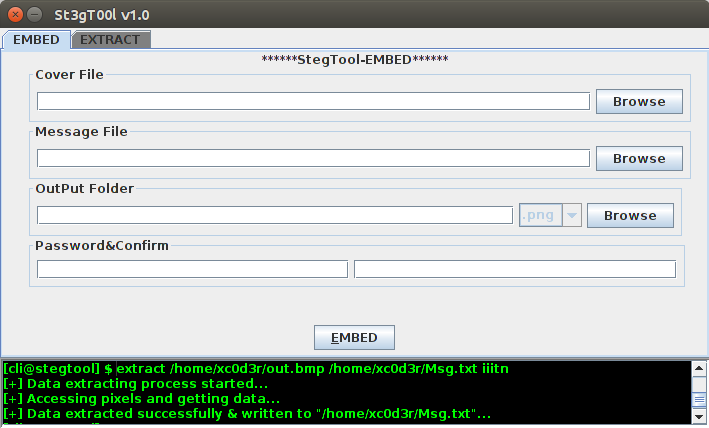 St3gT00l v1.0
EMBED EXTRACT
******StegTool-EMBED******
Cover File
Browse
Message File
Browse
OutPut Folder
.png Browse
Password&Confirm
EMBED
[cli@stegtool] $ extract /home/xc0d3r/out.bmp /home/xc0d3r/Msg.txt iiitn
[+] Data extracting process started...
[+] Accessing pixels and getting data...
[+] Data extracted successfully & written to "/home/xc0d3r/Msg.txt"...